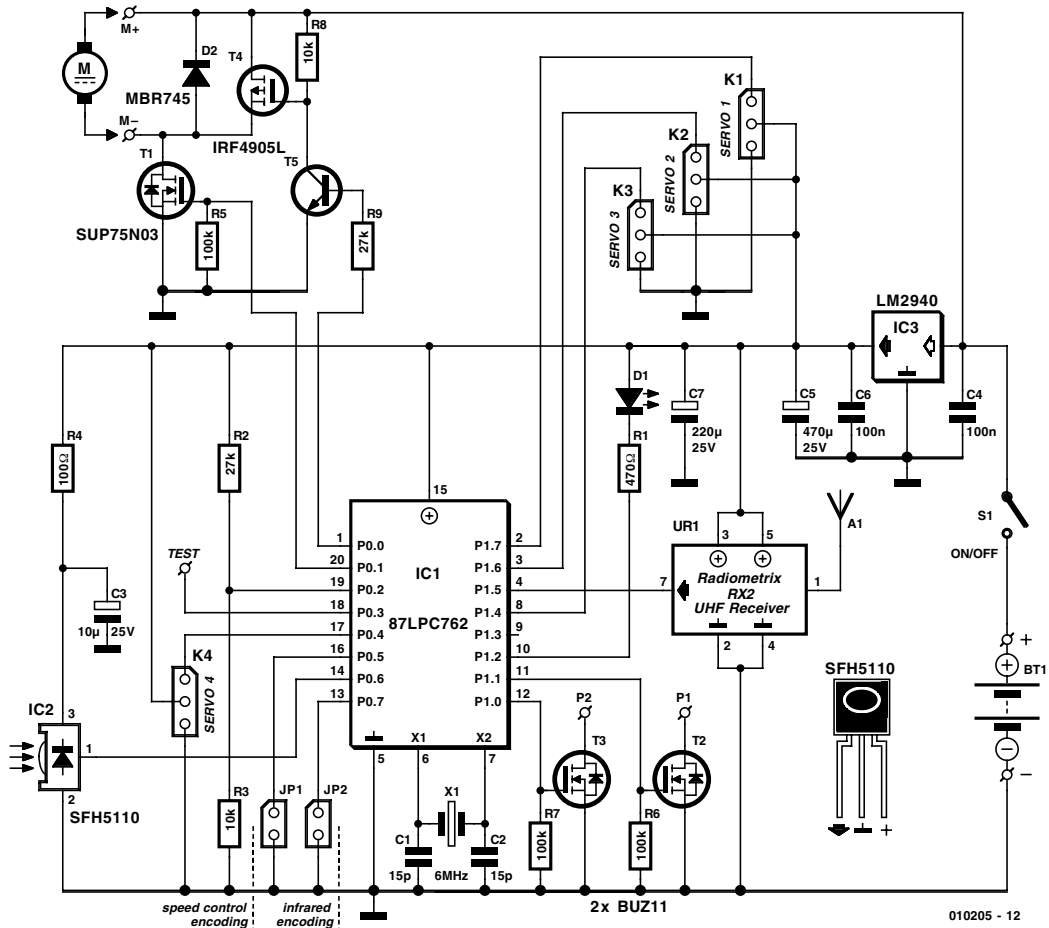 M+
M
M−
D2
MBR745
T4
IRF4905L
R8
10k
T1
SUP75N03
R5
100k
T5
R9
27k
K1
SERVO 1
K2
SERVO 2
K3
SERVO 3
LM2940
IC3
R4
100Ω
R2
27k
D1
R1
470Ω
C7
220µ
25V
C5
470µ
25V
C6
100n
C4
100n
S1
ON/OFF
TEST
C3
10µ 25V
K4
SERVO 4
IC2
3
1
2
SFH5110
15
IC1
87LPC762
1 P0.0
20 P0.1
19 P0.2
18 P0.3
17 P0.4
16 P0.5
14 P0.6
13 P0.7
P1.7 2
P1.6 3
P1.5 4
P1.4 8
P1.3 9
P1.2 10
P1.1 11
P1.0 12
X1
X2
5
6
7
UR1
3
5
7
1
Radiometrix
RX2
UHF Receiver
2
4
A1
SFH5110
+
+
BT1
−
−
+
R3
10k
JP1
JP2
X1
C1
15p
6MHz
C2
15p
P2
T3
R7
100k
P1
T2
R6
100k
2x BUZ11
speed control
encoding
infrared
encoding
010205 - 12